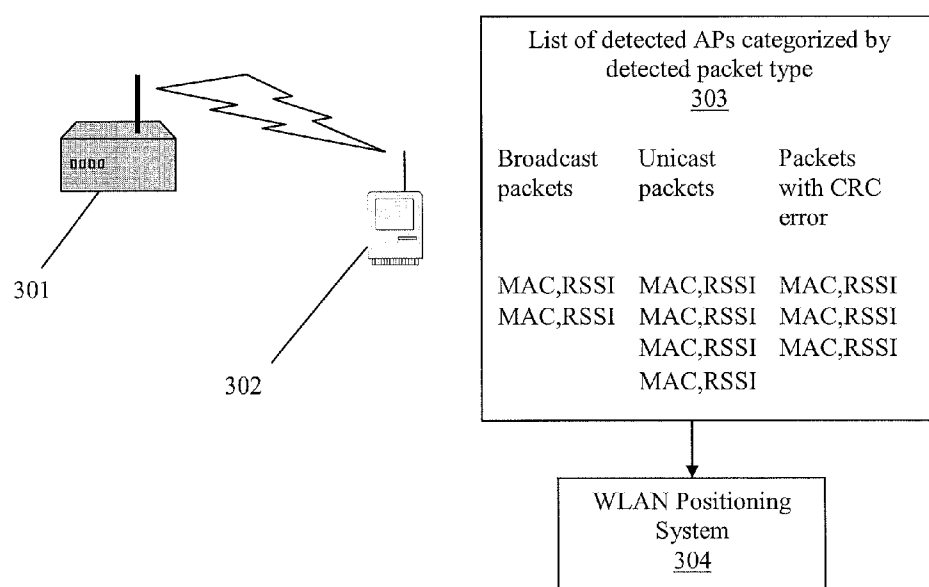 List of detected APs categorized by
detected packet type
303
Broadcast
packets
Unicast
packets
Packets
with CRC
error
MAC,RSSI MAC,RSSI MAC,RSSI
MAC,RSSI MAC,RSSI MAC,RSSI
MAC,RSSI MAC,RSSI
MAC,RSSI
301
302
WLAN Positioning
System
304